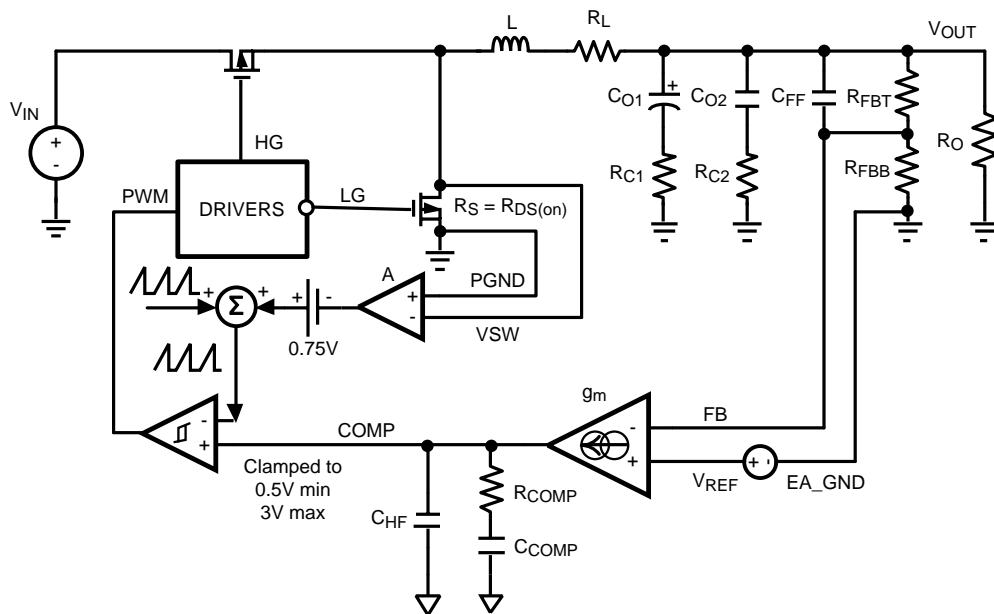 L
RL
VOUT
VIN
+
-
HG
CO1
+
CO2
CFF
RFBT
RO
RC1
RC2
RFBB
PWM
DRIVERS
LG
RS = RDS(on)
A
PGND
+
+
Σ
+
-
+
-
VSW
0.75V
gm
FB
-
+
COMP
-
+
VREF
+
-
EA_GND
Clamped to
0.5V min
3V max
RCOMP
CHF
CCOMP